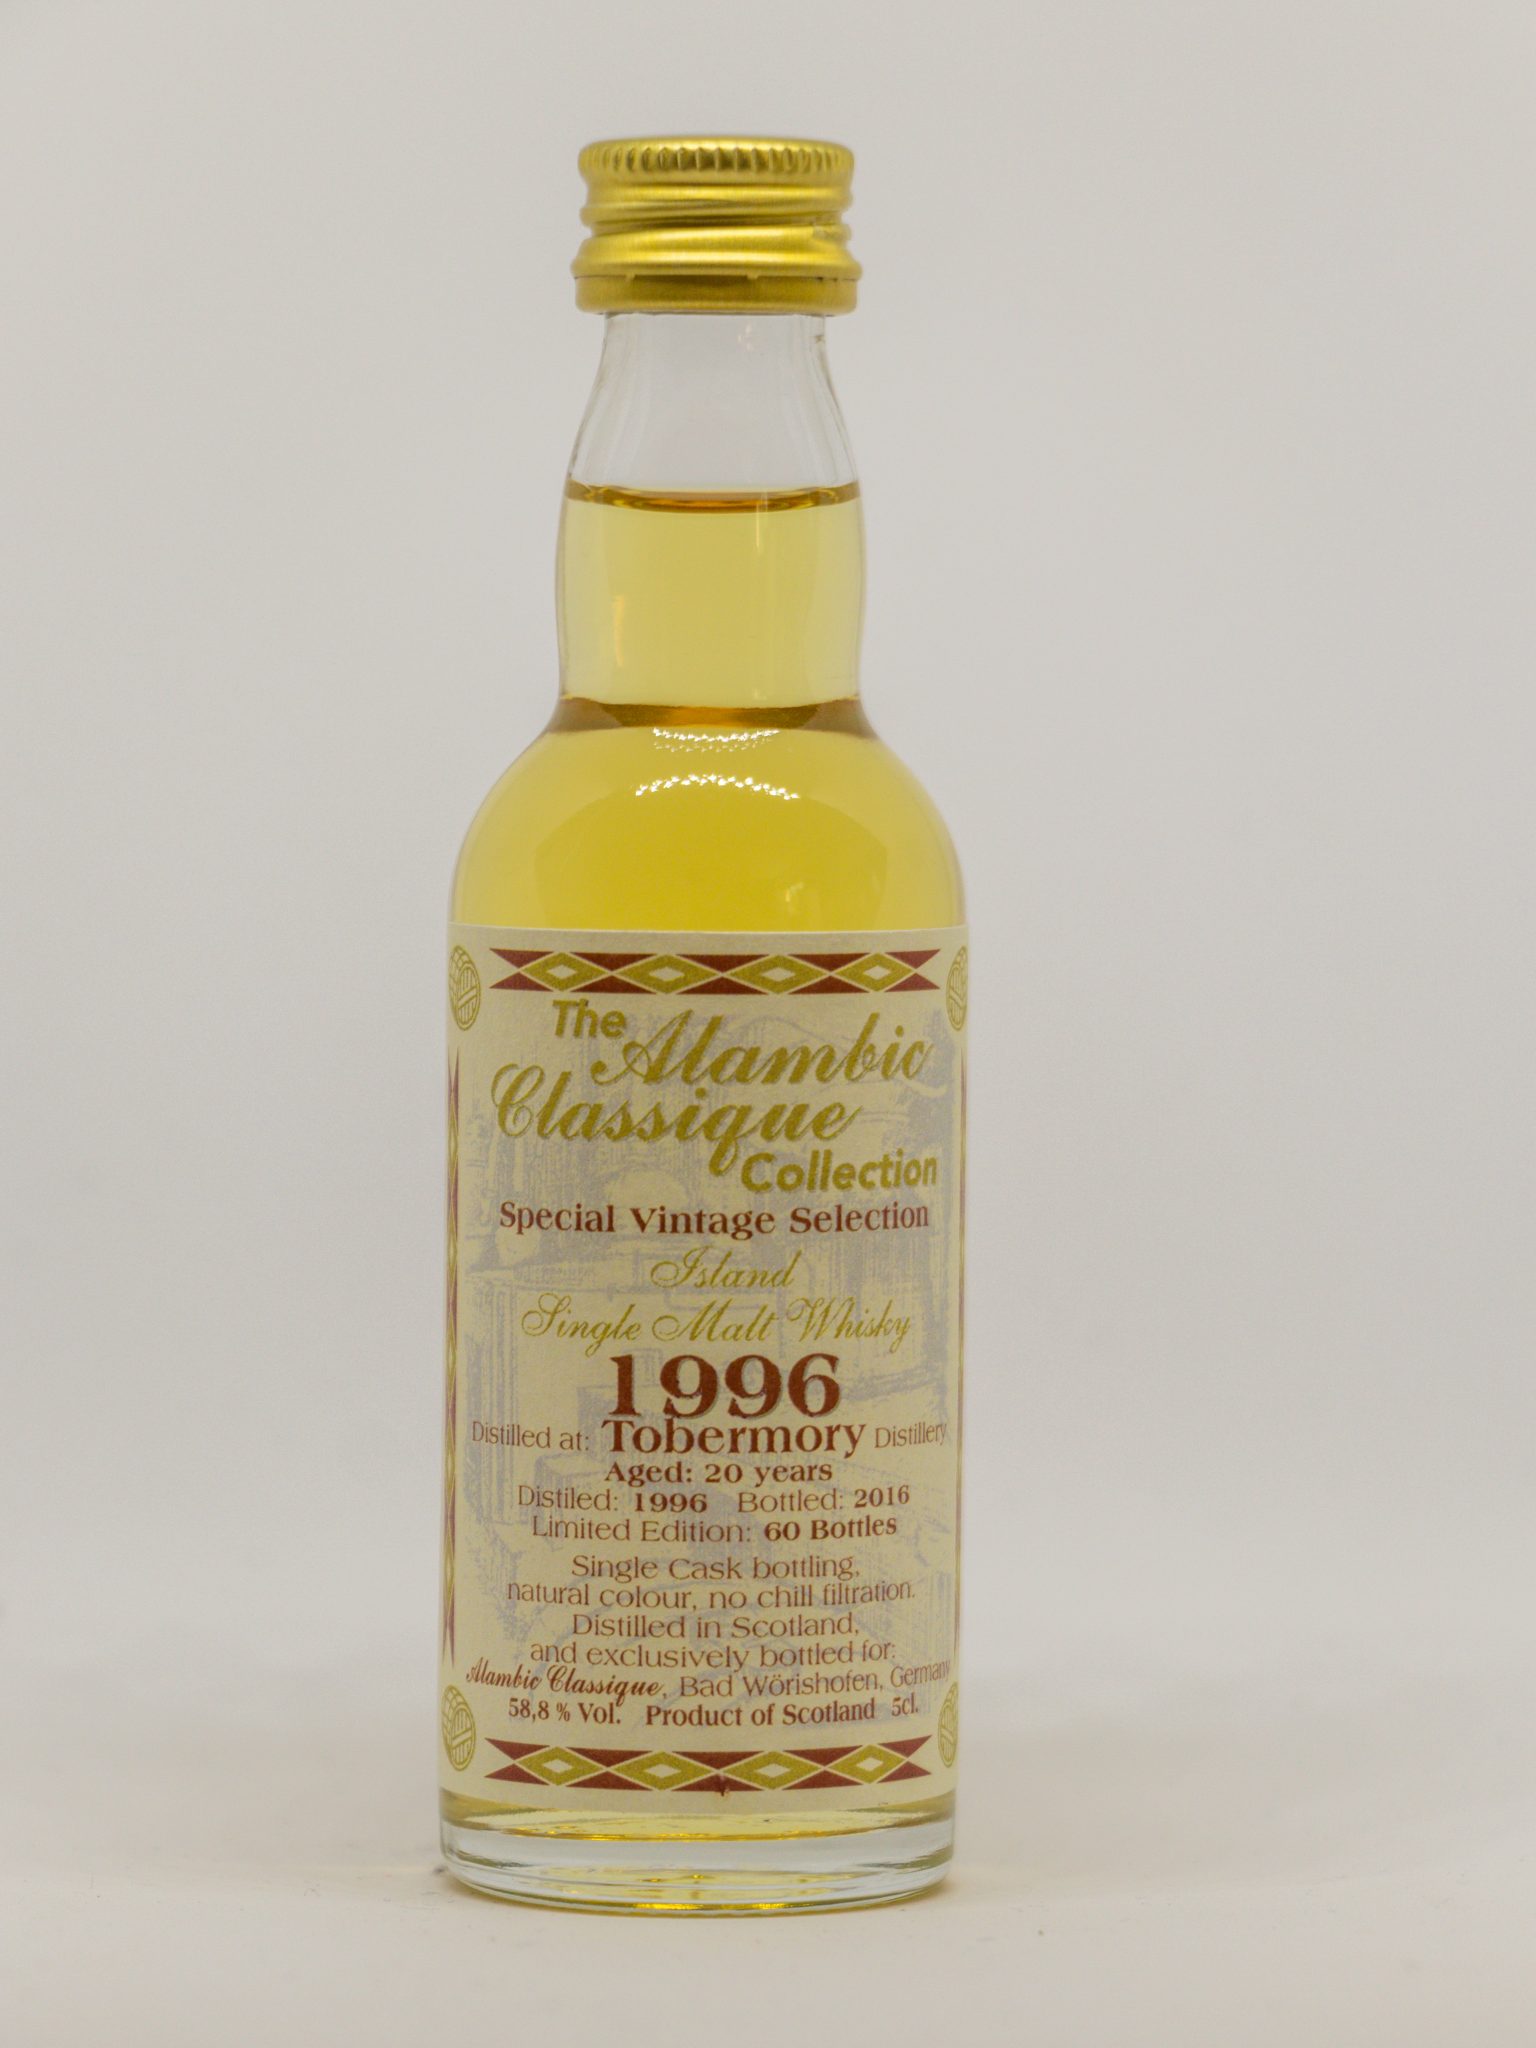 The Alambic
Classique
Collection
Special Vintage Selection
Island
Single Malt Whisky
1996
Distilled at: Tobermory Distillery
Aged: 20 years
Distiled: 1996 Bottled: 2016
Limited Edition: 60 Bottles
Single Cask bottling,
natural colour, no chill filtration.
Distilled in Scotland,
and exclusively bottled for:
Alambic Classique, Bad Wörishofen, Germany
58,8 % Vol. Product of Scotland 5cl.